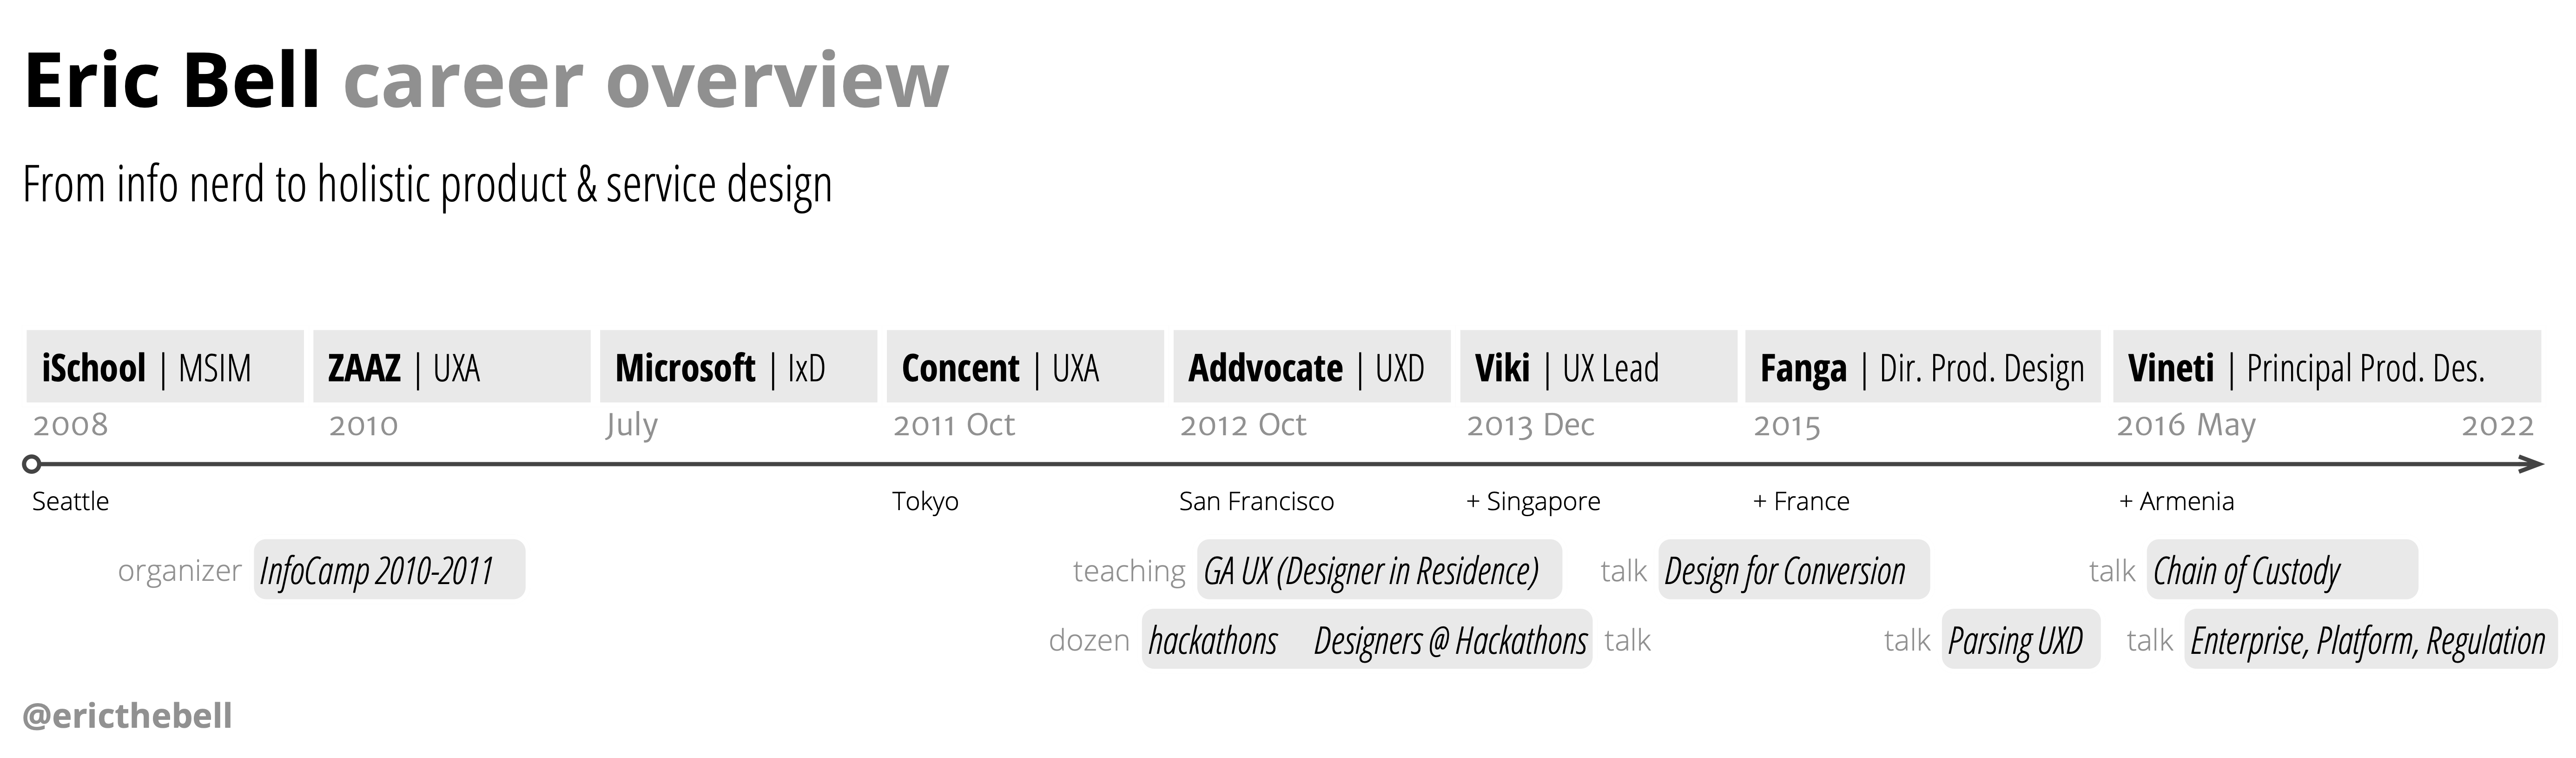 Eric Bell career overview
From info nerd to holistic product & service design
iSchool | MSIM ZAAZ | UXA Microsoft | IxD Concent | UXA Addvocate | UXD Viki | UX Lead Fanga | Dir. Prod. Design Vineti | Principal Prod. Des.
2008 2010 July 2011 Oct 2012 Oct 2013 Dec 2015 2016 May 2022
Seattle Tokyo San Francisco + Singapore + France + Armenia
organizer InfoCamp 2010-2011 teaching GA UX (Designer in Residence) talk Design for Conversion talk Chain of Custody
dozen hackathons Designers @ Hackathons talk talk Parsing UXD talk Enterprise, Platform, Regulation
@ericthebell